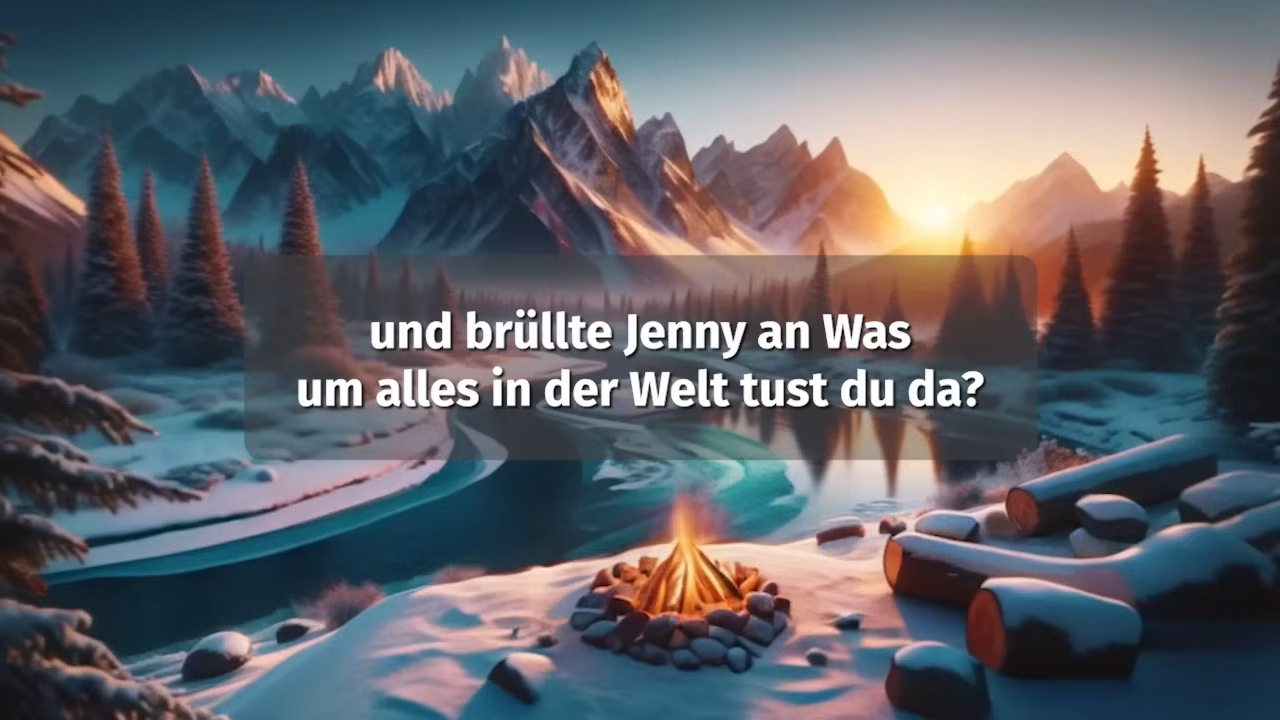 und brüllte Jenny an Was
um alles in der Welt tust du da?